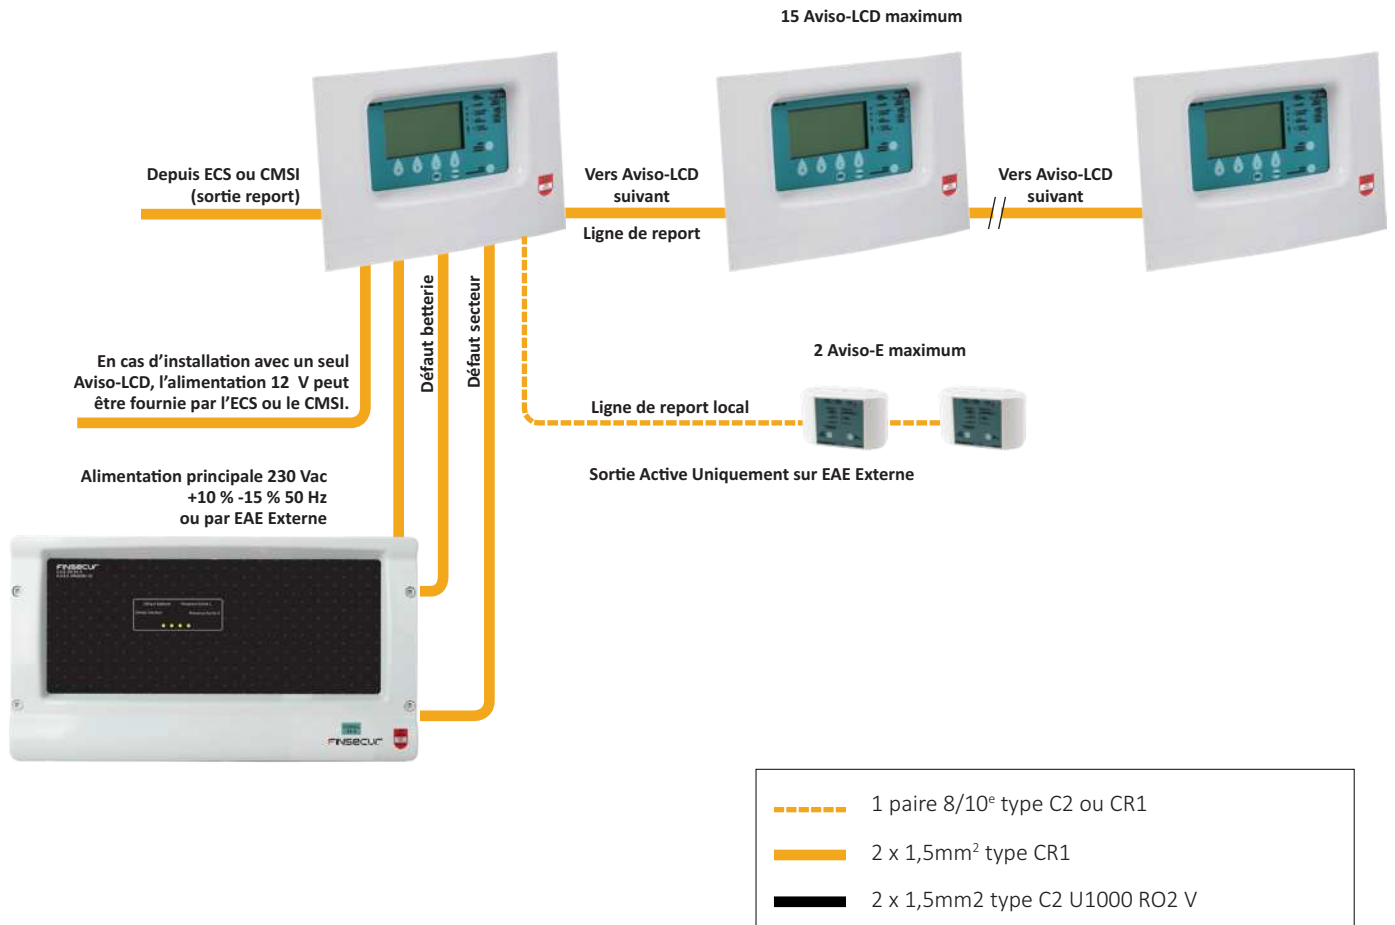 15 Aviso-LCD maximum
Depuis ECS ou CMSI
(sortie report)
Vers Aviso-LCD
suivant
Ligne de report
Vers Aviso-LCD
suivant
Défaut betterie
Défaut secteur
En cas d'installation avec un seul
Aviso-LCD, l'alimentation 12 V peut
être fournie par l'ECS ou le CMSI.
2 Aviso-E maximum
Ligne de report local
Sortie Active Uniquement sur EAE Externe
Alimentation principale 230 Vac
+10 % -15 % 50 Hz
ou par EAE Externe
FINSECUR
FINSECUR
1 paire 8/10e type C2 ou CR1
2 x 1,5mm² type CR1
2 x 1,5mm2 type C2 U1000 RO2 V